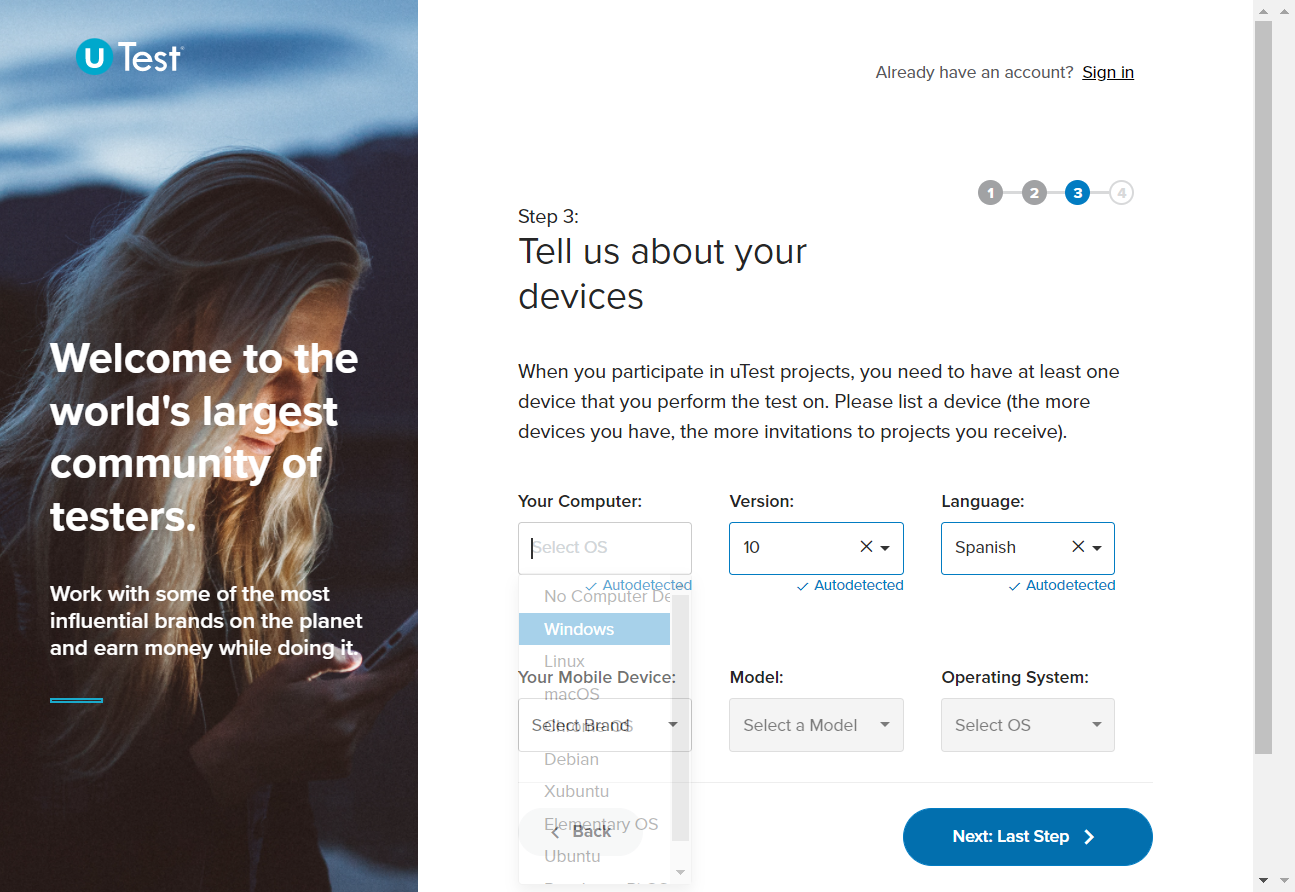 U Test
Already have an account? Sign in
1 2 3 4
Step 3:
Tell us about your
devices
Welcome to the
world's largest
community of
testers.
Work with some of the most
influential brands on the planet
and earn money while doing it.
When you participate in uTest projects, you need to have at least one
device that you perform the test on. Please list a device (the more
devices you have, the more invitations to projects you receive).
Your Computer: Version: Language:
Select OS 10 Spanish
Autodetected Autodetected Autodetected
No Computer De
Windows
Linux
Your Mobile Device: Model: Operating System:
macOS
Select Brand Select a Model Select OS
Chrome OS
Debian
Xubuntu
Elementary OS
Back Next: Last Step
Ubuntu